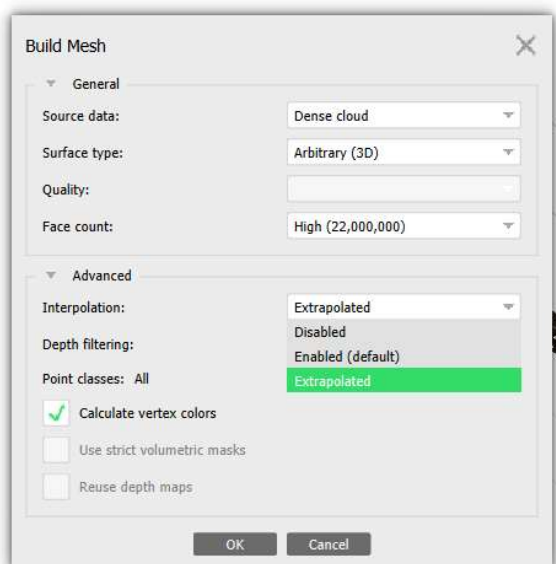 Build Mesh
General
Source data: Dense cloud
Surface type: Arbitrary (3D)
Quality:
Face count: High (22,000,000)
Advanced
Interpolation: Extrapolated
Disabled
Depth filtering:
Enabled (default)
Point classes: All
Extrapolated
Calculate vertex colors
Use strict volumetric masks
Reuse depth maps
OK Cancel